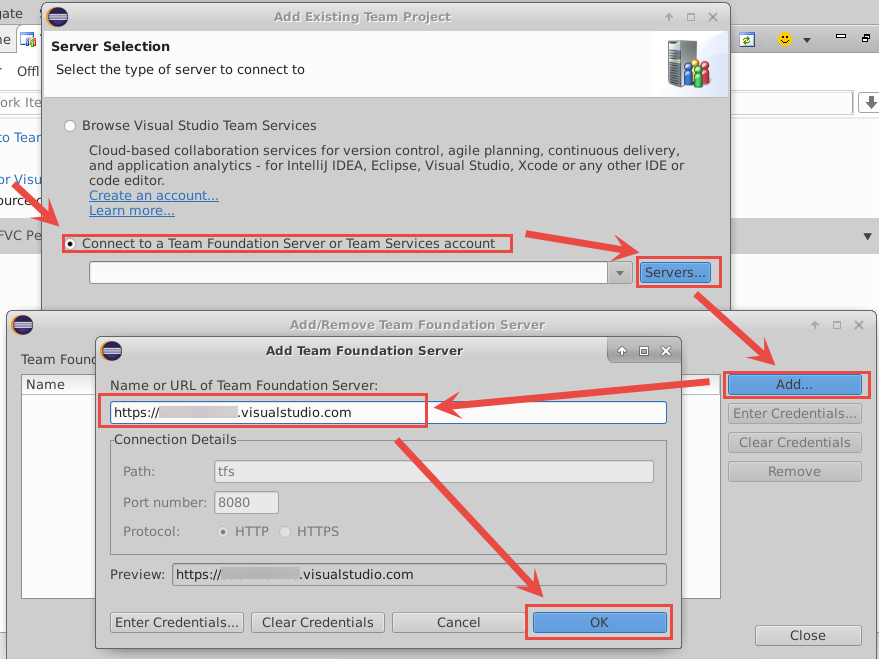 gate
Add Existing Team Project
Server Selection
Select the type of server to connect to
Offl
ork Ite
to Tear
or Visu
ource c
FVC Pe
Browse Visual Studio Team Services
Cloud-based collaboration services for version control, agile planning, continuous delivery,
and application analytics - for IntelliJ IDEA, Eclipse, Visual Studio, Xcode or any other IDE or
code editor.
Create an account...
Learn more...
Connect to a Team Foundation Server or Team Services account
Servers...
Add/Remove Team Foundation Server
Team Found
Name
Add...
Enter Credentials...
Clear Credentials
Remove
Close
Add Team Foundation Server
Name or URL of Team Foundation Server:
https:// .visualstudio.com
Connection Details
Path: tfs
Port number: 8080
Protocol: HTTP HTTPS
Preview: https:// .visualstudio.com
Enter Credentials... Clear Credentials Cancel OK